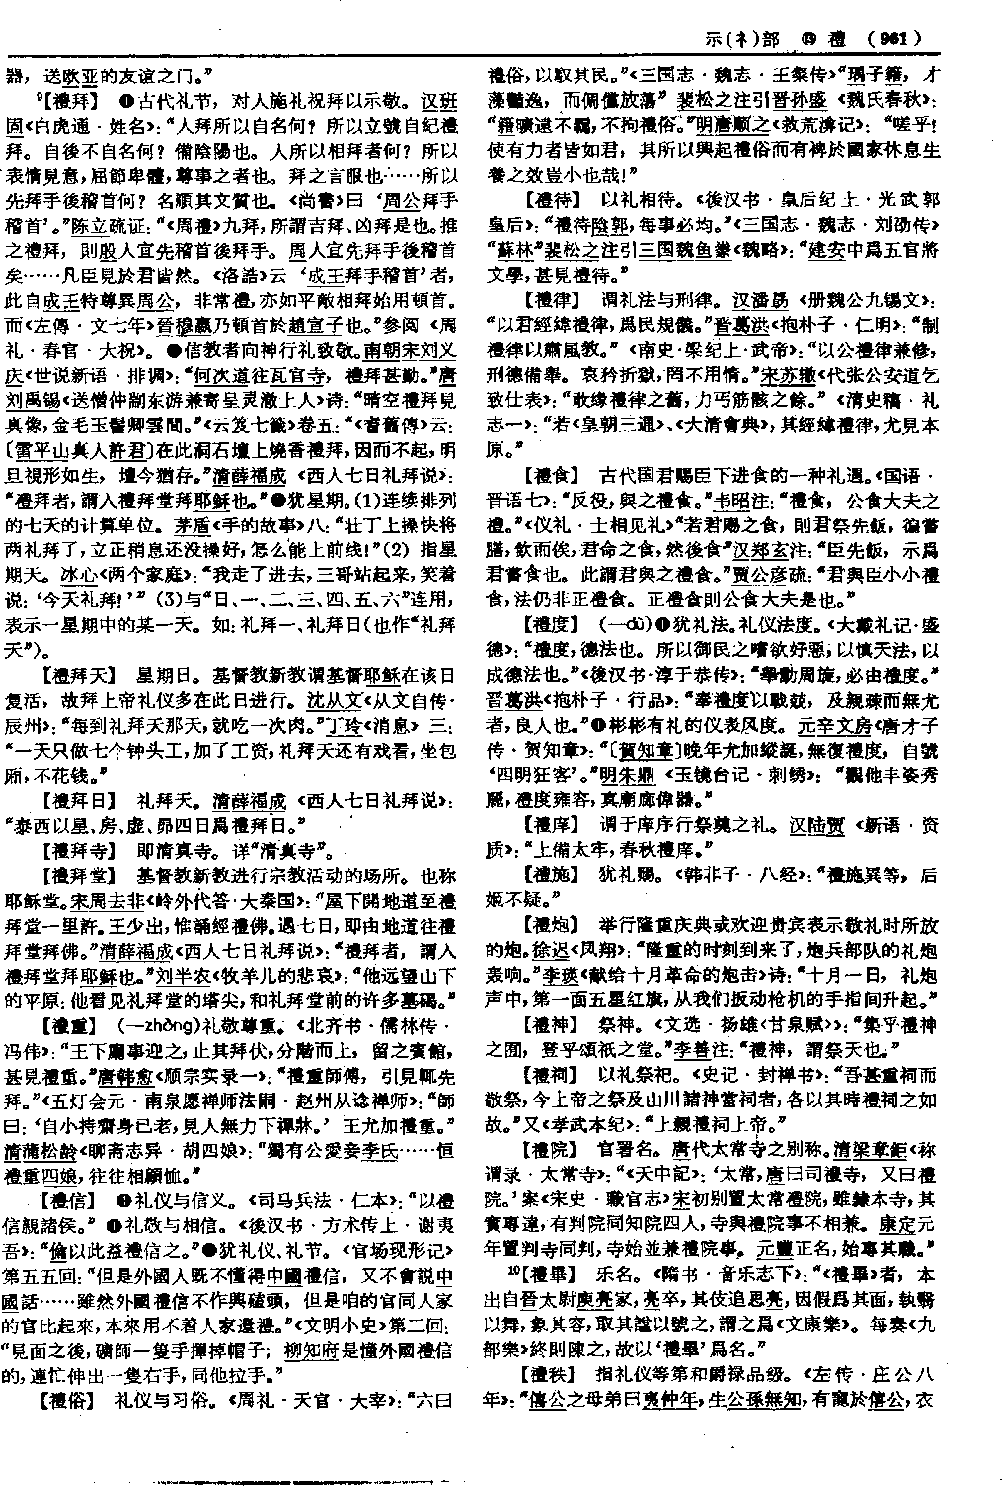 示(礻)部 ⑬ 禮 (961)
器，送欧亚的友谊之门。”
⁹【禮拜】 ❶古代礼节，对人施礼祝拜以示敬。汉班
固《白虎通·姓名》：“人拜所以自名何？所以立號自紀禮
拜。自後不自名何？備陰陽也。人所以相拜者何？所以
表情見意，屈節卑體，尊事之者也。拜之言服也……所以
先拜手後稽首何？名順其文質也。《尚書》曰‘周公拜手
稽首’。”陈立疏证：“《周禮》九拜，所謂吉拜、凶拜是也。推
之禮拜，則殷人宜先稽首後拜手。周人宜先拜手後稽首
矣……凡臣見於君皆然。《洛誥》云‘成王拜手稽首’者，
此自成王特尊異周公，非常禮，亦如平敵相拜始用頓首。
而《左傳·文七年》晉穆嬴乃頓首於趙宣子也。”参阅《周
礼·春官·大祝》。❷信教者向神行礼致敬。南朝宋刘义
庆《世说新语·排调》：“何次道往瓦官寺，禮拜甚勤。”唐
刘禹锡《送僧仲剬东游兼寄呈灵澈上人》诗：“晴空禮拜見
真像，金毛玉髻卿雲間。”《云笈七籤》卷五：“《耆舊傳》云：
〔雷平山真人許君〕在此洞石壇上燒香禮拜，因而不起，明
旦視形如生，壇今猶存。”清薛福成《西人七日礼拜说》：
“禮拜者，謂入禮拜堂拜耶穌也。”❸犹星期。(1)连续排列
的七天的计算单位。茅盾《手的故事》八：“壮丁上操快将
两礼拜了，立正稍息还没操好，怎么能上前线！”(2)指星
期天。冰心《两个家庭》：“我走了进去，三哥站起来，笑着
说：‘今天礼拜！’”(3)与“日、一、二、三、四、五、六”连用，
表示一星期中的某一天。如：礼拜一、礼拜日(也作“礼拜
天”)。
【禮拜天】 星期日。基督教新教谓基督耶稣在该日
复活，故拜上帝礼仪多在此日进行。沈从文《从文自传·
辰州》：“每到礼拜天那天，就吃一次肉。”丁玲《消息》三：
“一天只做七个钟头工，加了工资，礼拜天还有戏看，坐包
厢，不花钱。”
【禮拜日】 礼拜天。清薛福成《西人七日礼拜说》：
“泰西以星、房、虚、昴四日爲禮拜日。”
【禮拜寺】 即清真寺。详“清真寺”。
【禮拜堂】 基督教新教进行宗教活动的场所。也称
耶稣堂。宋周去非《岭外代答·大秦国》：“屋下開地道至禮
拜堂一里許。王少出，惟誦經禮佛。遇七日，即由地道往禮
拜堂拜佛。”清薛福成《西人七日礼拜说》：“禮拜者，謂入
禮拜堂拜耶穌也。”刘半农《牧羊儿的悲哀》：“他远望山下
的平原：他看见礼拜堂的塔尖，和礼拜堂前的许多墓碣。”
【禮重】 (—zhòng)礼敬尊重。《北齐书·儒林传·
冯伟》：“王下廳事迎之，止其拜伏，分階而上，留之賓館，
甚見禮重。”唐韩愈《顺宗实录一》：“禮重師傅，引見輒先
拜。”《五灯会元·南泉愿禅师法嗣·赵州从谂禅师》：“師
曰：‘自小持齋身已老，見人無力下禪牀。’王尤加禮重。”
清蒲松龄《聊斋志异·胡四娘》：“獨有公愛妾李氏……恒
禮重四娘，往往相顧恤。”
【禮信】 ❶礼仪与信义。《司马兵法·仁本》：“以禮
信親諸侯。”❷礼敬与相信。《後汉书·方术传上·谢夷
吾》：“倫以此益禮信之。”❸犹礼仪、礼节。《官场现形记》
第五五回：“但是外國人既不懂得中國禮信，又不會説中
國話……雖然外國禮信不作興磕頭，但是咱的官同人家
的官比起來，本來用不着人家還禮。”《文明小史》第二回：
“見面之後，礦師一隻手撣掉帽子；柳知府是懂外國禮信
的，連忙伸出一隻右手，同他拉手。”
【禮俗】 礼仪与习俗。《周礼·天官·大宰》：“六曰
禮俗，以馭其民。”《三国志·魏志·王粲传》“瑀子籍，才
藻豔逸，而倜儻放蕩”裴松之注引晋孙盛《魏氏春秋》：
“籍曠遠不羈，不拘禮俗。”明唐顺之《救荒渰记》：“嗟乎！
使有力者皆如君，其所以興起禮俗而有裨於國家休息生
養之效豈小也哉！”
【禮待】 以礼相待。《後汉书·皇后纪上·光武郭
皇后》：“禮待陰郭，每事必均。”《三国志·魏志·刘劭传》
“蘇林”裴松之注引三国魏鱼豢《魏略》：“建安中爲五官將
文學，甚見禮待。”
【禮律】 谓礼法与刑律。汉潘勗《册魏公九锡文》：
“以君經緯禮律，爲民規儀。”晋葛洪《抱朴子·仁明》：“制
禮律以肅風教。”《南史·梁纪上·武帝》：“以公禮律兼修，
刑德備舉。哀矜折獄，罔不用情。”宋苏辙《代张公安道乞
致仕表》：“敢緣禮律之舊，力丐筋骸之餘。”《清史稿·礼
志一》：“若《皇朝三通》、《大清會典》，其經緯禮律，尤見本
原。”
【禮食】 古代国君赐臣下进食的一种礼遇。《国语·
晋语七》：“反役，與之禮食。”韦昭注：“禮食，公食大夫之
禮。”《仪礼·士相见礼》“若君賜之食，則君祭先飯，徧嘗
膳，飲而俟，君命之食，然後食”汉郑玄注：“臣先飯，示爲
君嘗食也。此謂君與之禮食。”贾公彦疏：“君與臣小小禮
食，法仍非正禮食。正禮食則公食大夫是也。”
【禮度】 (—dù)❶犹礼法。礼仪法度。《大戴礼记·盛
德》：“禮度，德法也。所以御民之嗜欲好惡，以慎天法，以
成德法也。”《後汉书·淳于恭传》：“舉動周旋，必由禮度。”
晋葛洪《抱朴子·行品》：“奉禮度以戰兢，及親疎而無尤
者，良人也。”❷彬彬有礼的仪表风度。元辛文房《唐才子
传·贺知章》：“〔賀知章〕晚年尤加縱誕，無復禮度，自號
‘四明狂客’。”明朱鼎《玉镜台记·刺绣》：“觀他丰姿秀
麗，禮度雍容，真廟廊偉器。”
【禮庠】 谓于庠序行祭奠之礼。汉陆贾《新语·资
质》：“上備太牢，春秋禮庠。”
【禮施】 犹礼赐。《韩非子·八经》：“禮施異等，后
姬不疑。”
【禮炮】 举行隆重庆典或欢迎贵宾表示敬礼时所放
的炮。徐迟《凤翔》：“隆重的时刻到来了，炮兵部队的礼炮
轰响。”李瑛《献给十月革命的炮击》诗：“十月一日，礼炮
声中，第一面五星红旗，从我们扳动枪机的手指间升起。”
【禮神】 祭神。《文选·扬雄〈甘泉赋〉》：“集乎禮神
之囿，登乎頌祇之堂。”李善注：“禮神，謂祭天也。”
【禮祠】 以礼祭祀。《史记·封禅书》：“吾甚重祠而
敬祭，今上帝之祭及山川諸神當祠者，各以其時禮祠之如
故。”又《孝武本纪》：“上親禮祠上帝。”
【禮院】 官署名。唐代太常寺之别称。清梁章鉅《称
谓录·太常寺》：“《天中記》：‘太常，唐曰司禮寺，又曰禮
院。’案《宋史·職官志》宋初别置太常禮院，雖隸本寺，其
實專達，有判院同知院四人，寺與禮院事不相兼。康定元
年置判寺同判，寺始並兼禮院事。元豐正名，始專其職。”
¹⁰【禮畢】 乐名。《隋书·音乐志下》：“《禮畢》者，本
出自晉太尉庾亮家，亮卒，其伎追思亮，因假爲其面，執翳
以舞，象其容，取其謚以號之，謂之爲《文康樂》。每奏《九
部樂》終則陳之，故以‘禮畢’爲名。”
【禮秩】 指礼仪等第和爵禄品级。《左传·庄公八
年》：“僖公之母弟曰夷仲年，生公孫無知，有寵於僖公，衣